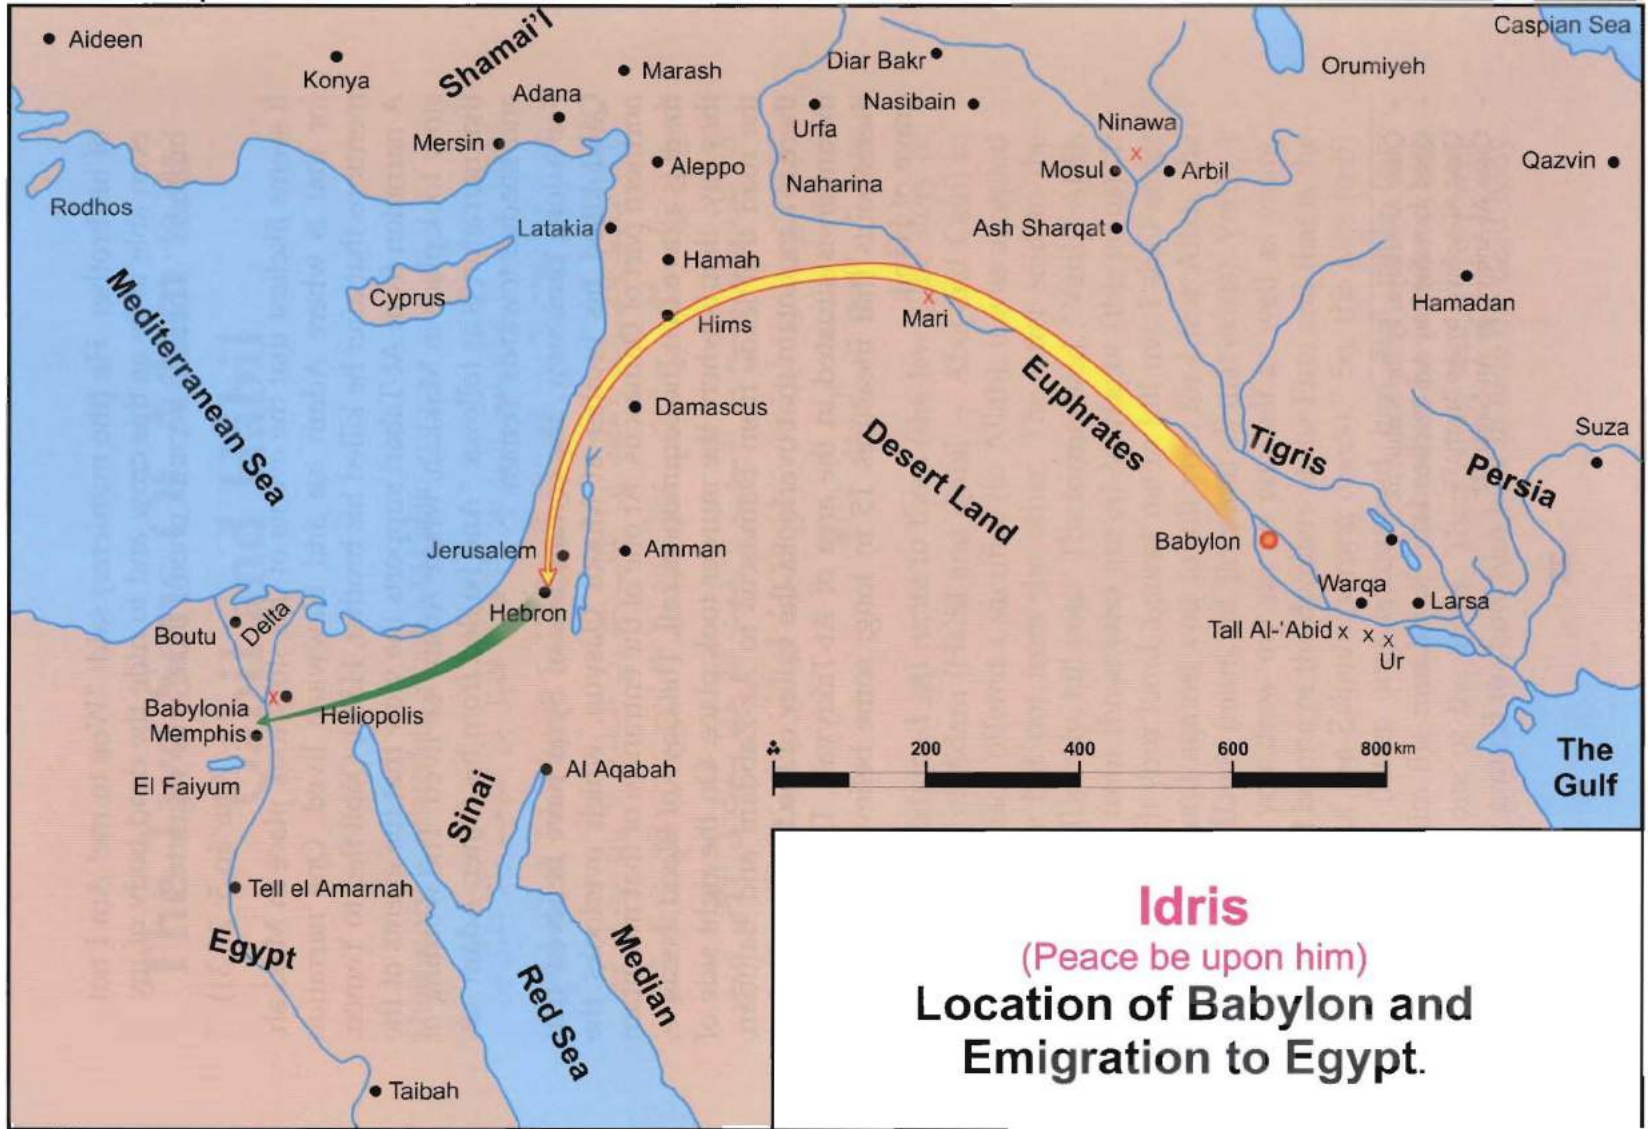 Aideen
Konya
Shamai'l
Marash
Adana
Mersin
Aleppo
Rodhos
Latakia
Hamah
Cyprus
Hims
Mediterranean Sea
Damascus
Diar Bakr
Nasibain
Urfa
Naharina
Ninawa
Mosul
Arbil
Ash Sharqat
Orumiyeh
Caspian Sea
Qazvin
Hamadan
Mari
Euphrates
Desert Land
Tigris
Persia
Suza
Babylon
Warqa
Larsa
Tall Al-'Abid x x x
Ur
Jerusalem
Amman
Hebron
Boutu
Delta
Babylonia
Heliopolis
Memphis
El Faiyum
Al Aqabah
Sinai
Tell el Amarnah
Egypt
Red Sea
Median
Taibah
200 400 600 800 km
The
Gulf
Idris
(Peace be upon him)
Location of Babylon and
Emigration to Egypt.